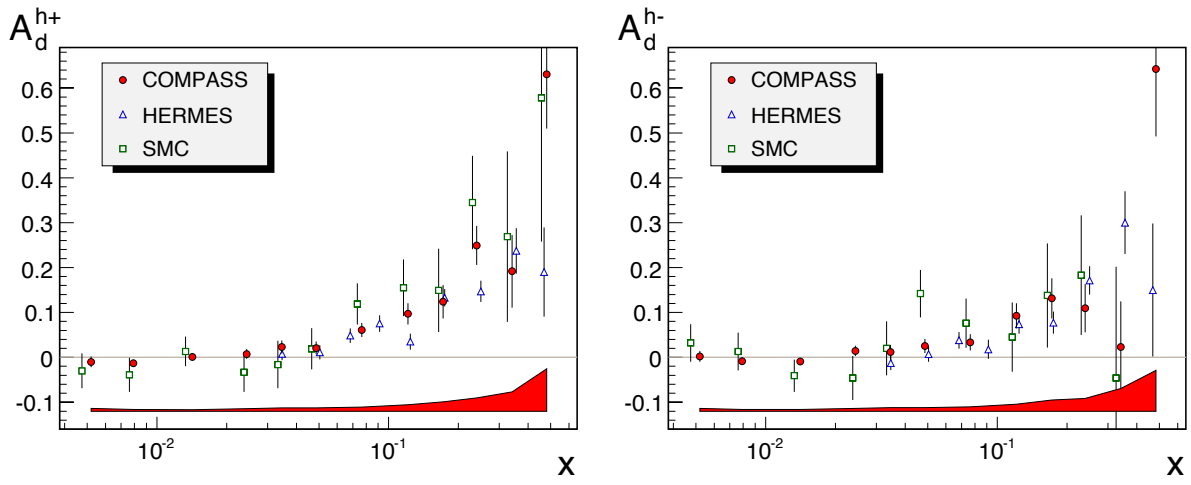 A_d^{h+}
COMPASS
HERMES
SMC
0.6
0.5
0.4
0.3
0.2
0.1
0
-0.1
10^{-2}
10^{-1}
x
A_d^{h-}
COMPASS
HERMES
SMC
0.6
0.5
0.4
0.3
0.2
0.1
0
-0.1
10^{-2}
10^{-1}
x